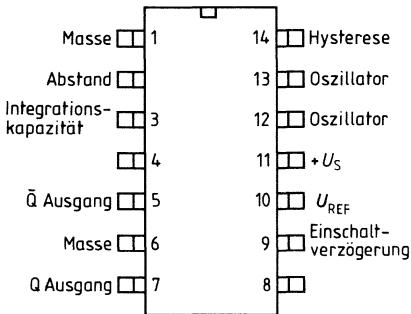 Masse 1 14 Hysterese
Abstand 13 Oszillator
Integrations-
kapazität 3 12 Oszillator
4 11 +U_S
Q̄ Ausgang 5 10 U_REF
Masse 6 9 Einschalt-
verzögerung
Q Ausgang 7 8